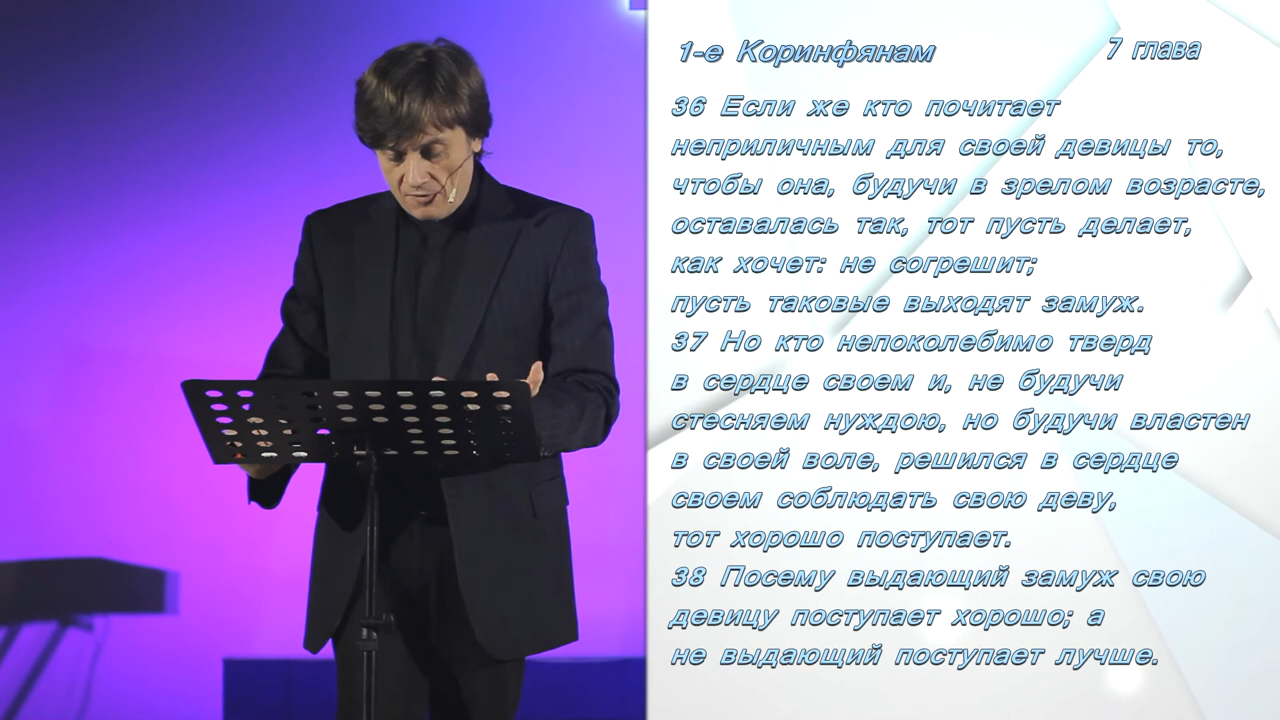 1-е Коринфянам 7 глава
36 Если же кто почитает
неприличным для своей девицы то,
чтобы она, будучи в зрелом возрасте,
оставалась так, тот пусть делает,
как хочет: не согрешит;
пусть таковые выходят замуж.
37 Но кто непоколебимо тверд
в сердце своем и, не будучи
стесняем нуждою, но будучи властен
в своей воле, решился в сердце
своем соблюдать свою деву,
тот хорошо поступает.
38 Посему выдающий замуж свою
девицу поступает хорошо; а
не выдающий поступает лучше.